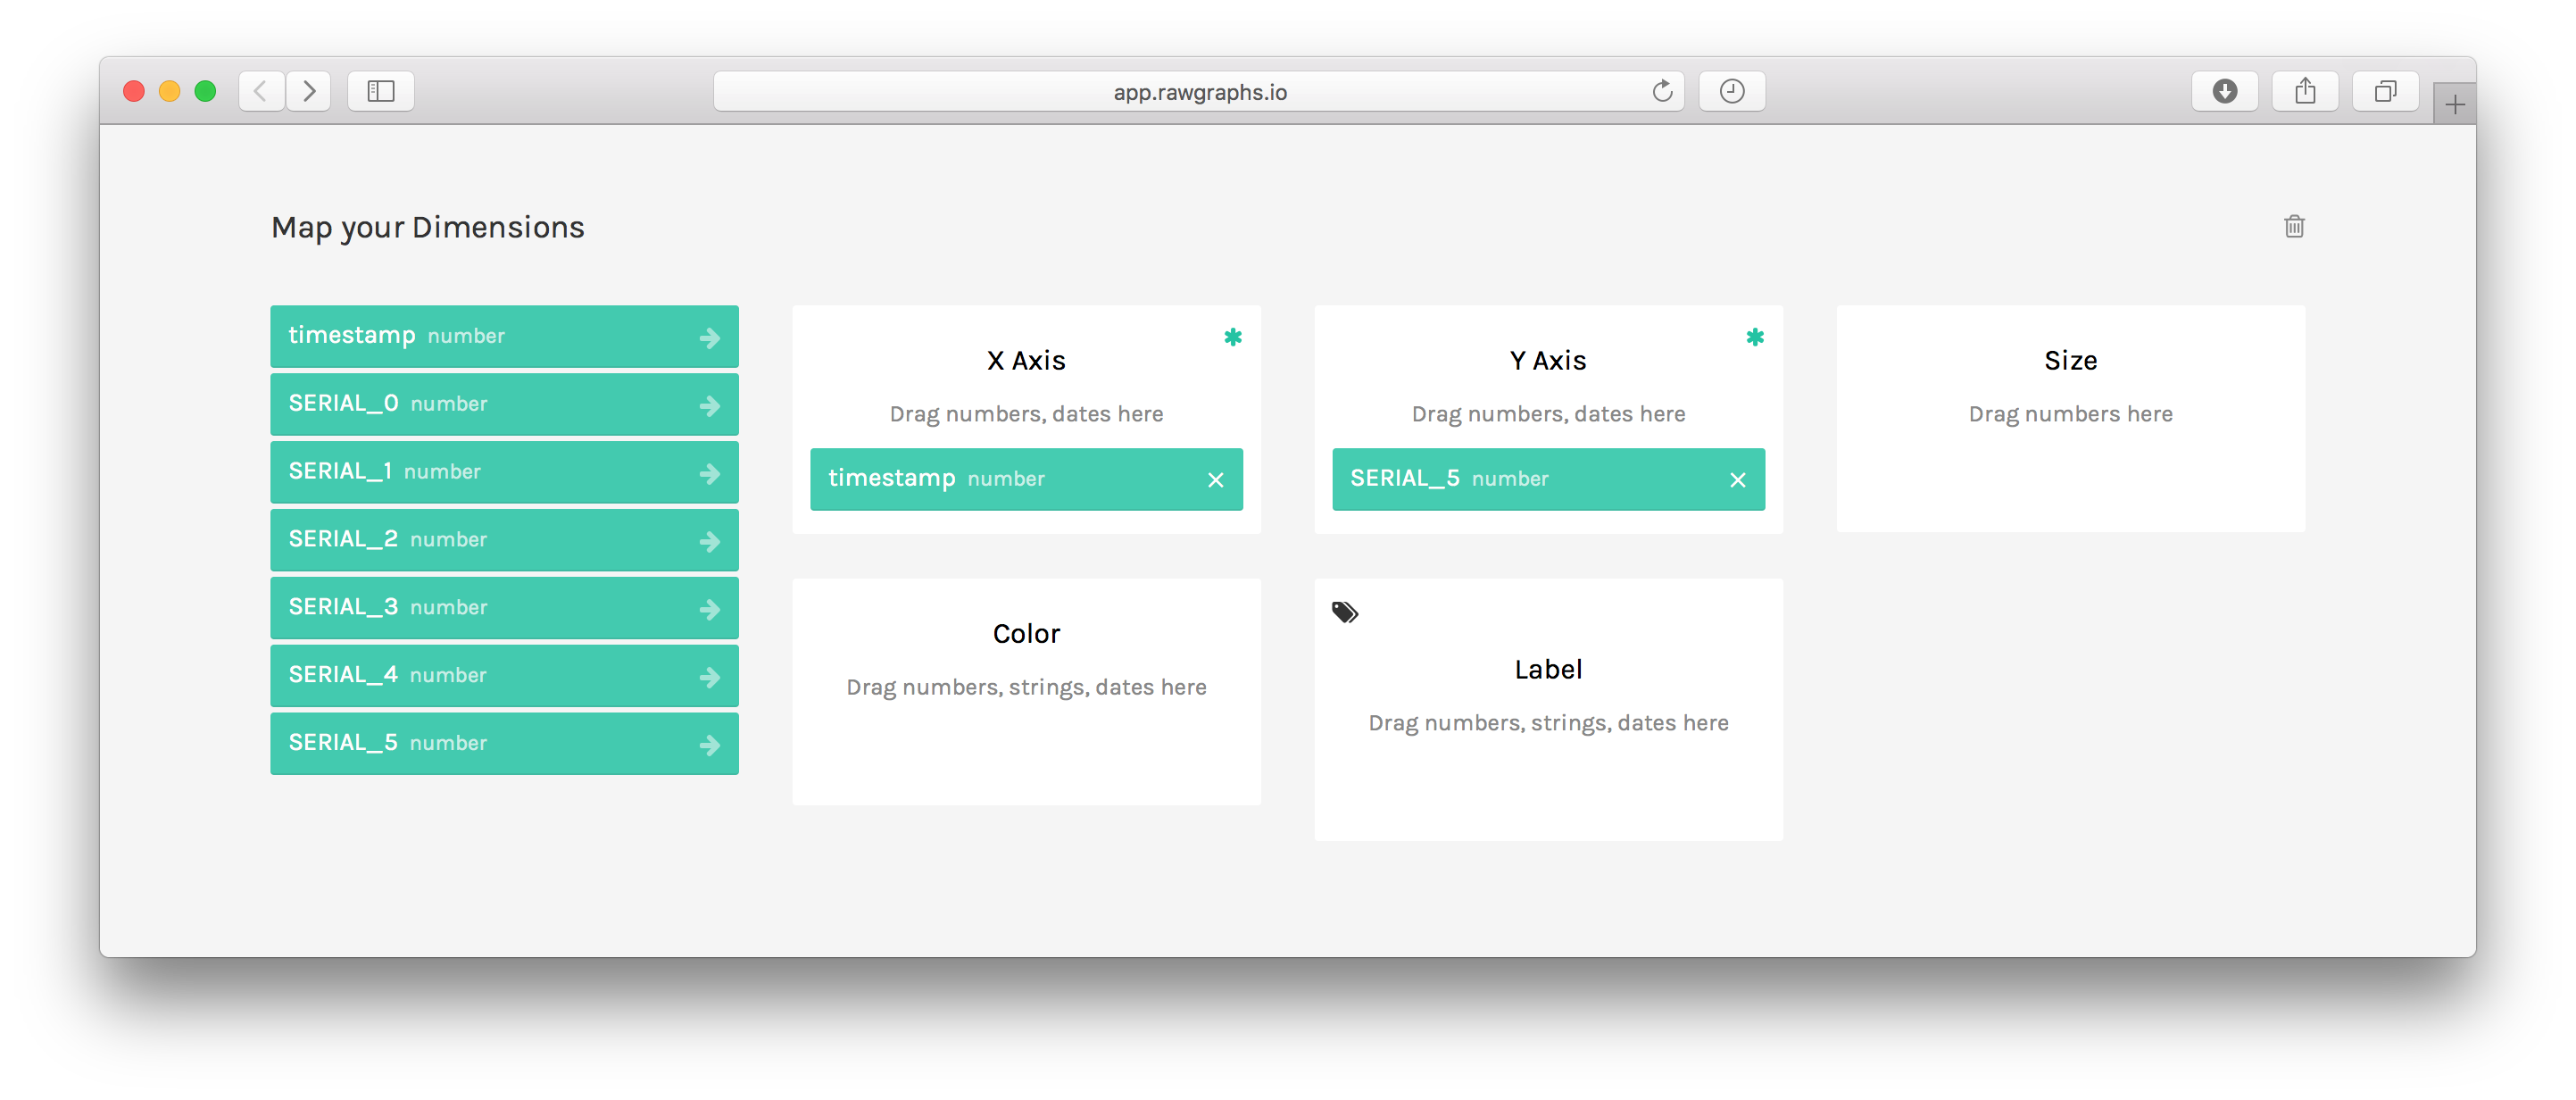 app.rawgraphs.io
Map your Dimensions
timestamp number
SERIAL_0 number
SERIAL_1 number
SERIAL_2 number
SERIAL_3 number
SERIAL_4 number
SERIAL_5 number
X Axis
Drag numbers, dates here
timestamp number
Y Axis
Drag numbers, dates here
SERIAL_5 number
Size
Drag numbers here
Color
Drag numbers, strings, dates here
Label
Drag numbers, strings, dates here